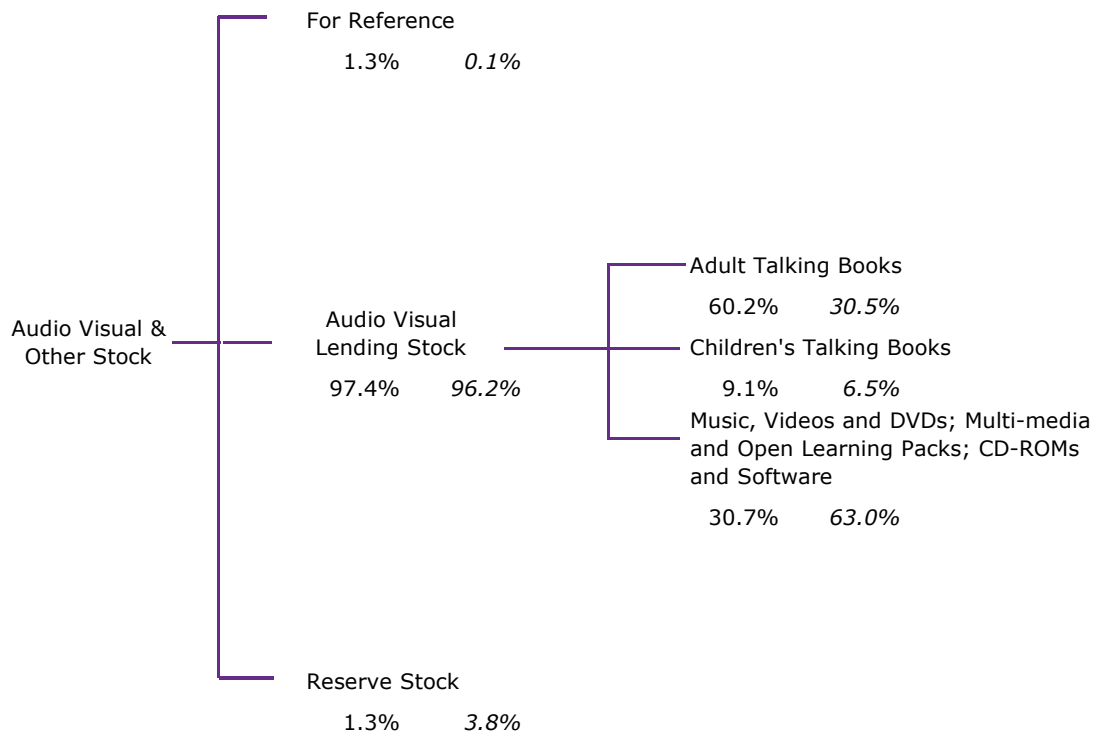 For Reference
1.3% 0.1%
Audio Visual &
Other Stock
Audio Visual
Lending Stock
97.4% 96.2%
Adult Talking Books
60.2% 30.5%
Children's Talking Books
9.1% 6.5%
Music, Videos and DVDs; Multi-media
and Open Learning Packs; CD-ROMs
and Software
30.7% 63.0%
Reserve Stock
1.3% 3.8%